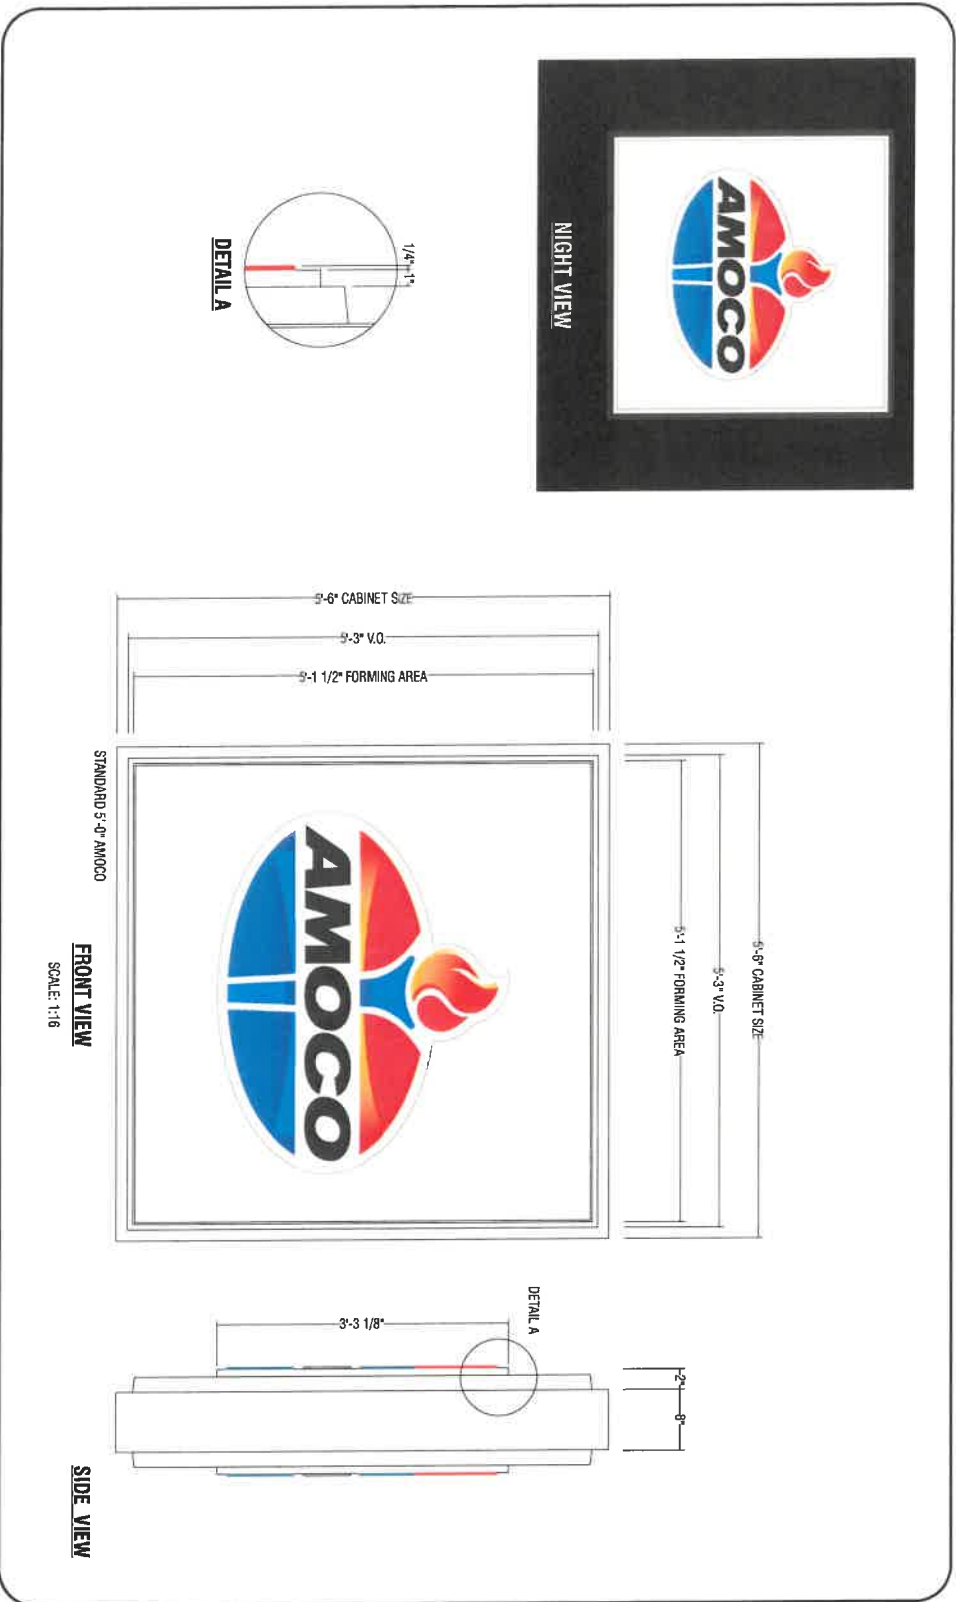 AMOCO
NIGHT VIEW
1/4"
1"
DETAIL A
5'-6" CABINET SIZE
5'-3" V.O.
5'-1 1/2" FORMING AREA
5'-6" CABINET SIZE
5'-3" V.O.
5'-1 1/2" FORMING AREA
AMOCO
STANDARD 5'-0" AMOCO
FRONT VIEW
SCALE: 1:16
DETAIL A
3'-3 1/8"
2"
8"
SIDE VIEW